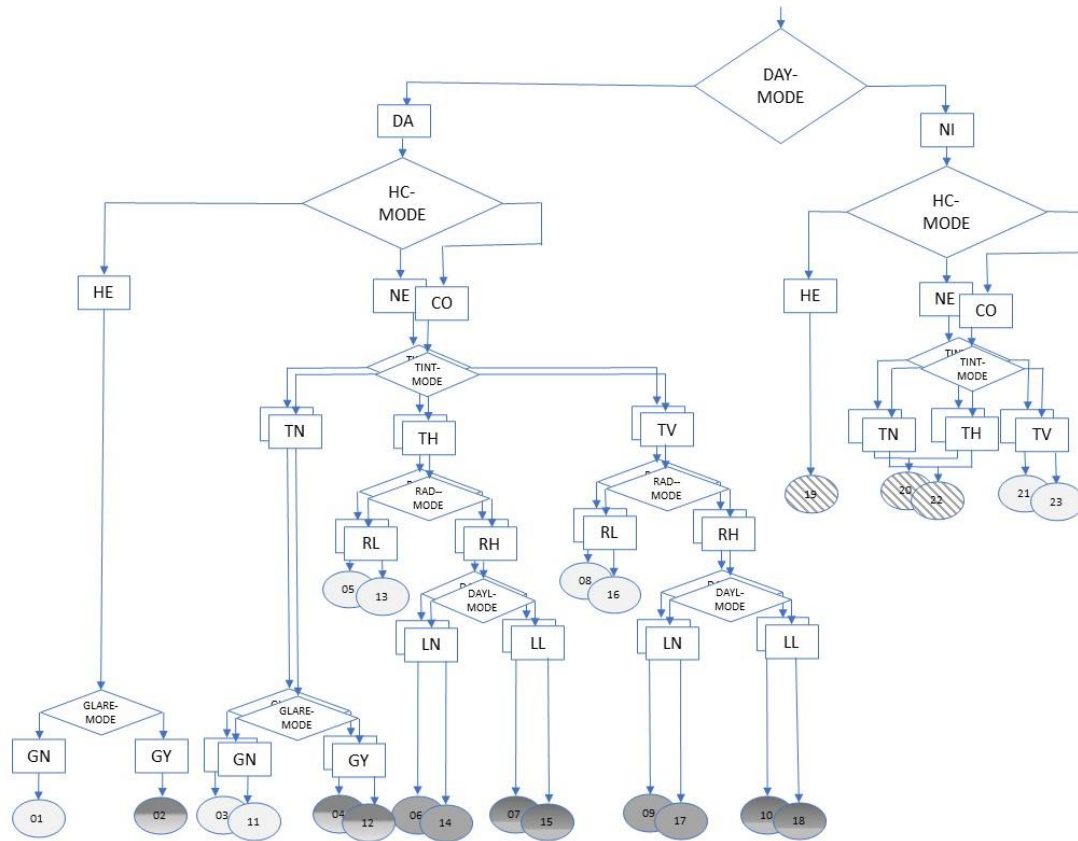 DAY-
MODE
DA
NI
HC-
MODE
HC-
MODE
HE
NE
CO
HE
NE
CO
TINT-
MODE
TINT-
MODE
TN
TH
TV
TN
TH
TV
RAD--
MODE
RAD--
MODE
19
20
22
21
23
RL
RH
RL
RH
05
13
08
16
DAYL-
MODE
DAYL-
MODE
LN
LL
LN
LL
GLARE-
MODE
GLARE-
MODE
GN
GY
GN
GY
01
02
03
11
04
12
06
14
07
15
09
17
10
18